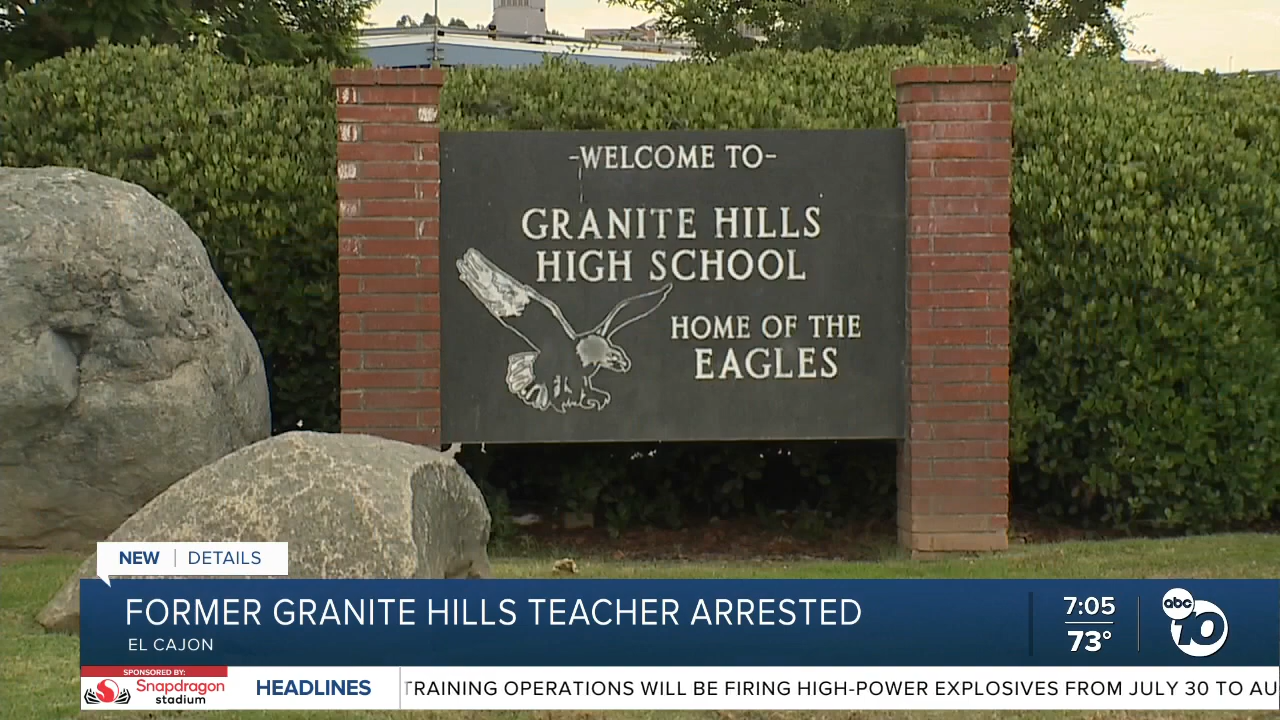 -WELCOME TO-
GRANITE HILLS
HIGH SCHOOL
HOME OF THE
EAGLES
NEW | DETAILS
FORMER GRANITE HILLS TEACHER ARRESTED
EL CAJON
7:05
73°
abc
10
SPONSORED BY:
Snapdragon
stadium
HEADLINES
TRAINING OPERATIONS WILL BE FIRING HIGH-POWER EXPLOSIVES FROM JULY 30 TO AU